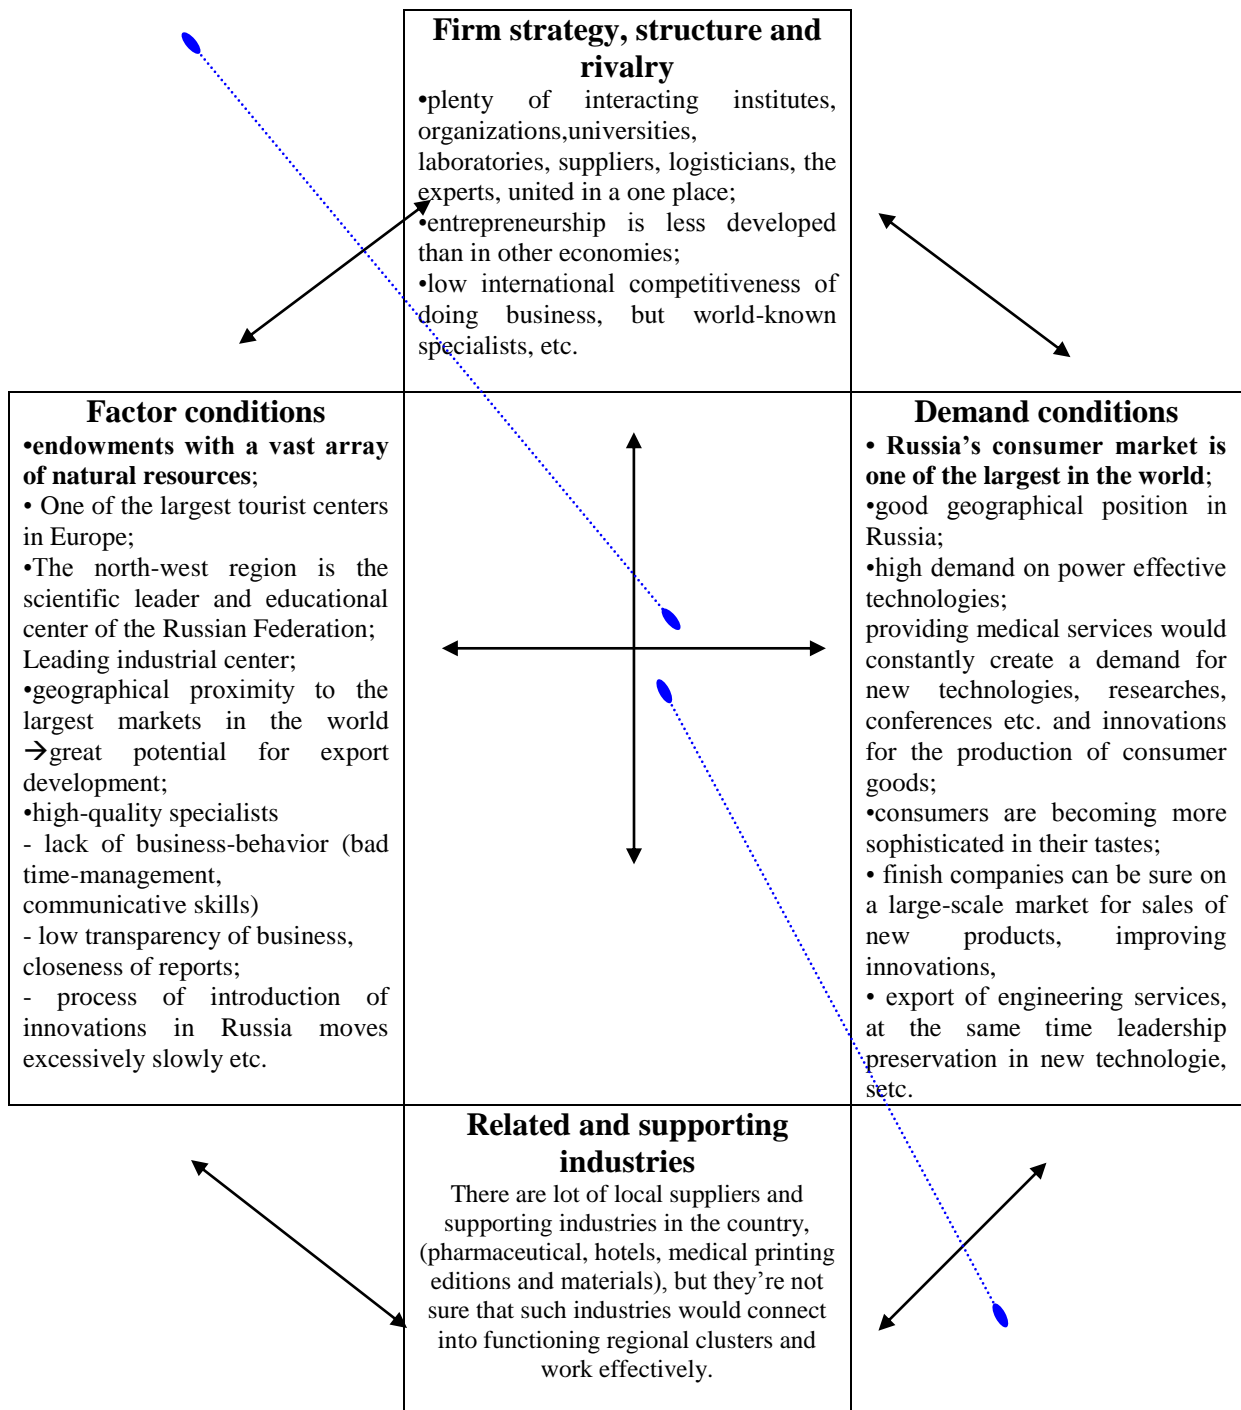 Firm strategy, structure and
rivalry
•plenty of interacting institutes,
organizations,universities,
laboratories, suppliers, logisticians, the
experts, united in a one place;
•entrepreneurship is less developed
than in other economies;
•low international competitiveness of
doing business, but world-known
specialists, etc.
Factor conditions
•endowments with a vast array
of natural resources;
• One of the largest tourist centers
in Europe;
•The north-west region is the
scientific leader and educational
center of the Russian Federation;
Leading industrial center;
•geographical proximity to the
largest markets in the world
→great potential for export
development;
•high-quality specialists
- lack of business-behavior (bad
time-management,
communicative skills)
- low transparency of business,
closeness of reports;
- process of introduction of
innovations in Russia moves
excessively slowly etc.
Demand conditions
• Russia’s consumer market is
one of the largest in the world;
•good geographical position in
Russia;
•high demand on power effective
technologies;
providing medical services would
constantly create a demand for
new technologies, researches,
conferences etc. and innovations
for the production of consumer
goods;
•consumers are becoming more
sophisticated in their tastes;
• finish companies can be sure on
a large-scale market for sales of
new products, improving
innovations,
• export of engineering services,
at the same time leadership
preservation in new technologie,
setc.
Related and supporting
industries
There are lot of local suppliers and
supporting industries in the country,
(pharmaceutical, hotels, medical printing
editions and materials), but they’re not
sure that such industries would connect
into functioning regional clusters and
work effectively.